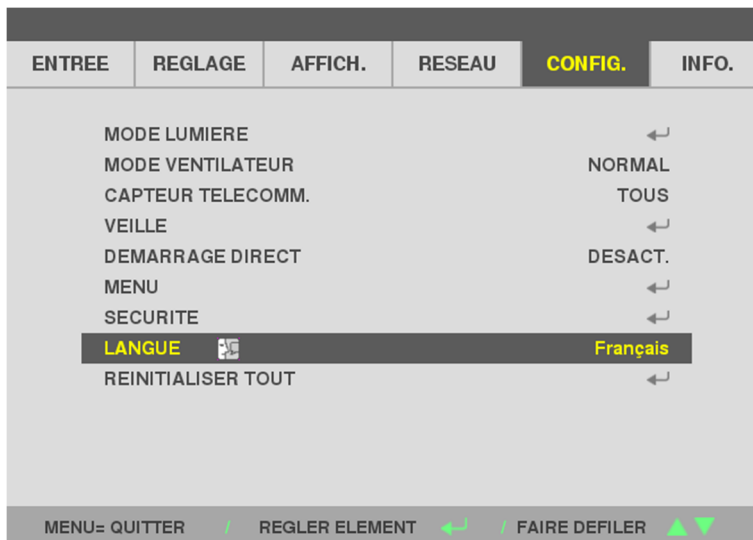 ENTREE REGLAGE AFFICH. RESEAU CONFIG. INFO.
MODE LUMIERE
MODE VENTILATEUR NORMAL
CAPTEUR TELECOMM. TOUS
VEILLE
DEMARRAGE DIRECT DESACT.
MENU
SECURITE
LANGUE Français
REINITIALISER TOUT
MENU= QUITTER / REGLER ELEMENT / FAIRE DEFILER